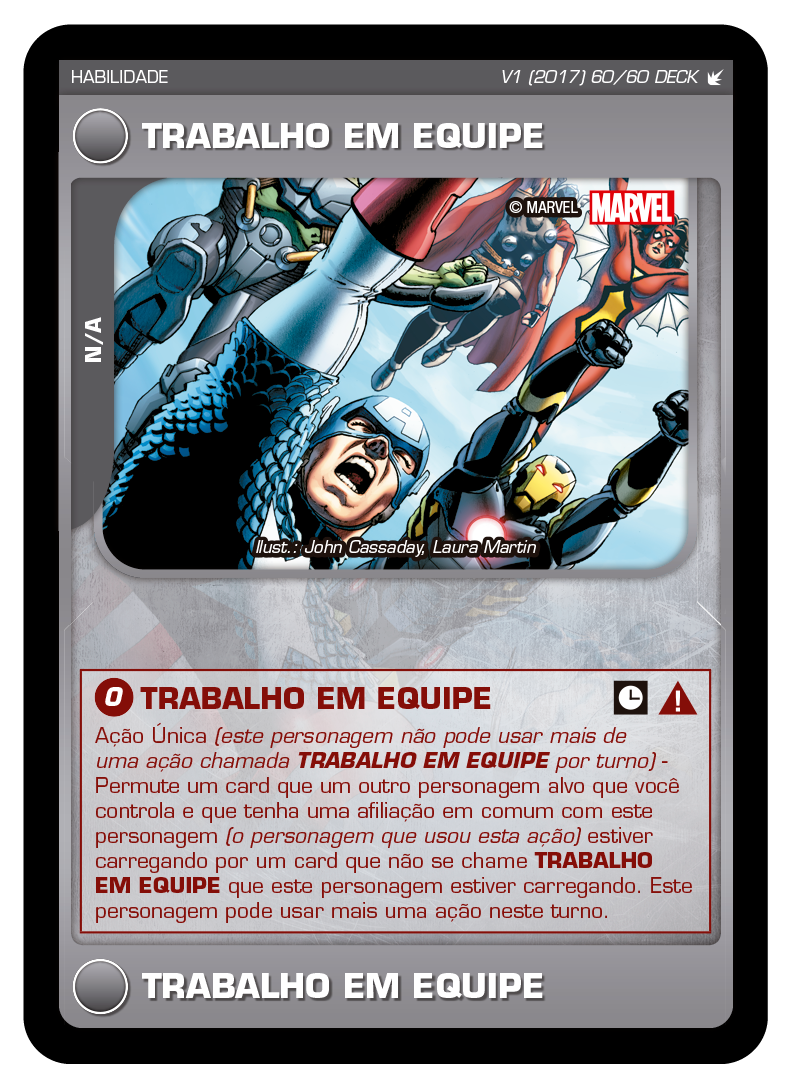 HABILIDADE
V1 (2017) 60/60 DECK
TRABALHO EM EQUIPE
© MARVEL
MARVEL
N/A
A
Ilust.: John Cassaday, Laura Martin
0 TRABALHO EM EQUIPE
Ação Única (este personagem não pode usar mais de
uma ação chamada TRABALHO EM EQUIPE por turno) -
Permute um card que um outro personagem alvo que você
controla e que tenha uma afiliação em comum com este
personagem (o personagem que usou esta ação) estiver
carregando por um card que não se chame TRABALHO
EM EQUIPE que este personagem estiver carregando. Este
personagem pode usar mais uma ação neste turno.
TRABALHO EM EQUIPE